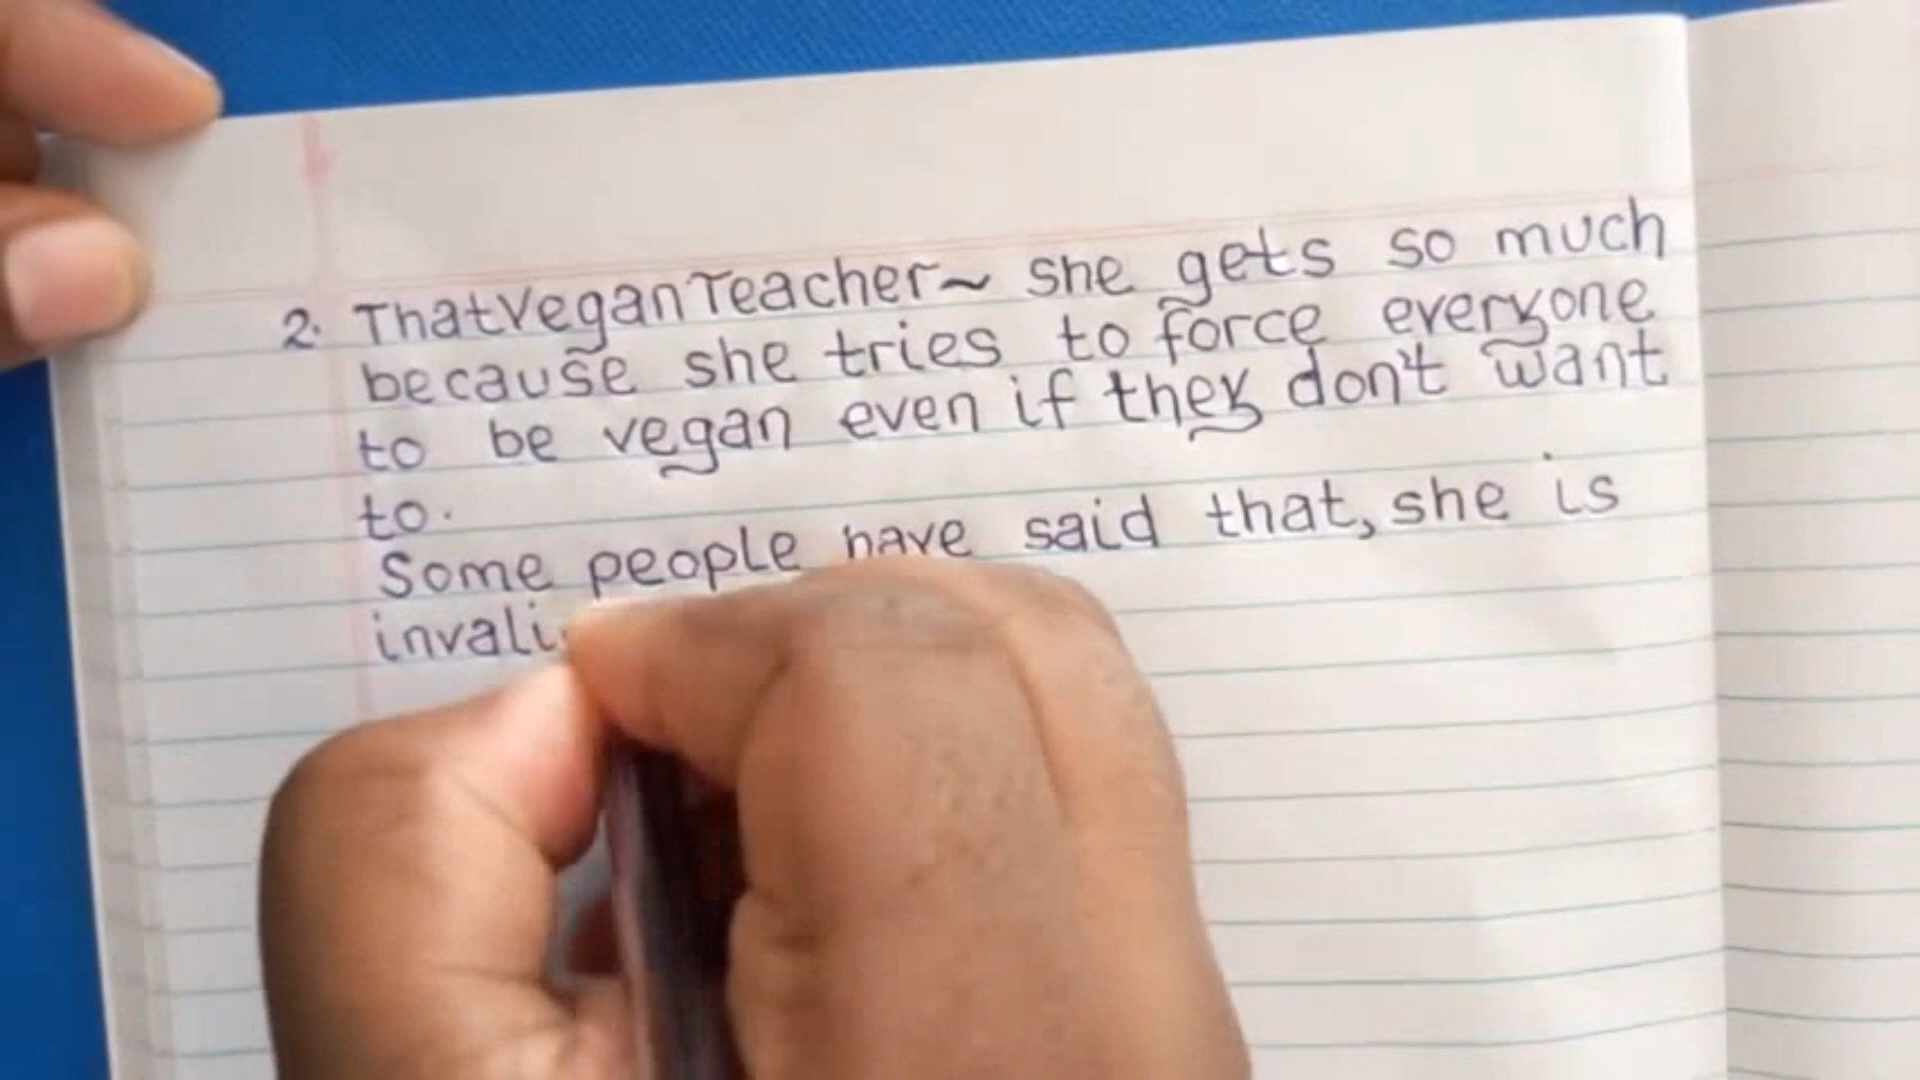 2. ThatVeganTeacher~ she gets so much
because she tries to force everyone
to be vegan even if they don't want
to.
Some people have said that, she is
invali